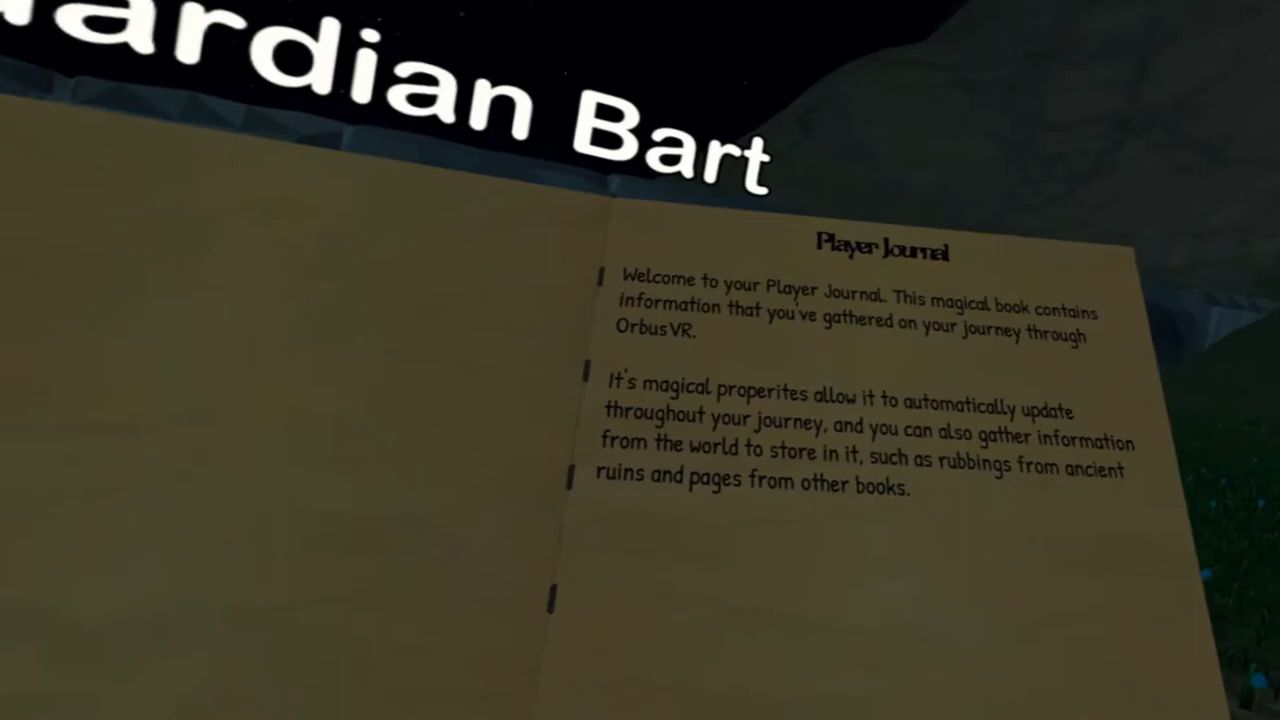 ardian Bart
Player Journal
Welcome to your Player Journal. This magical book contains
information that you've gathered on your journey through
OrbusVR.
It's magical properites allow it to automatically update
throughout your journey, and you can also gather information
from the world to store in it, such as rubbings from ancient
ruins and pages from other books.